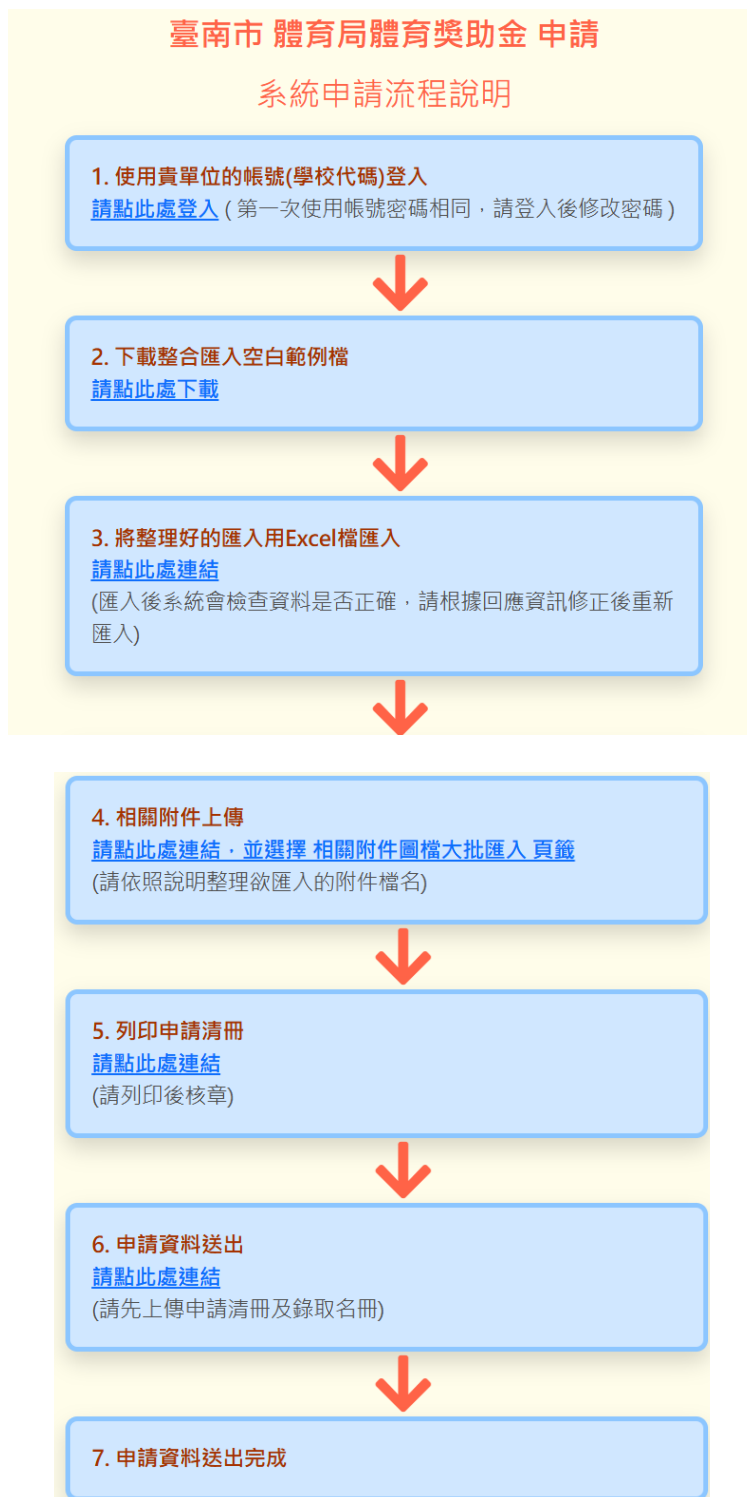 臺南市 體育局體育獎助金 申請
系統申請流程說明
1. 使用貴單位的帳號(學校代碼)登入
請點此處登入 ( 第一次使用帳號密碼相同，請登入後修改密碼 )
2. 下載整合匯入空白範例檔
請點此處下載
3. 將整理好的匯入用Excel檔匯入
請點此處連結
(匯入後系統會檢查資料是否正確，請根據回應資訊修正後重新
匯入)
4. 相關附件上傳
請點此處連結，並選擇 相關附件圖檔大批匯入 頁籤
(請依照說明整理欲匯入的附件檔名)
5. 列印申請清冊
請點此處連結
(請列印後核章)
6. 申請資料送出
請點此處連結
(請先上傳申請清冊及錄取名冊)
7. 申請資料送出完成